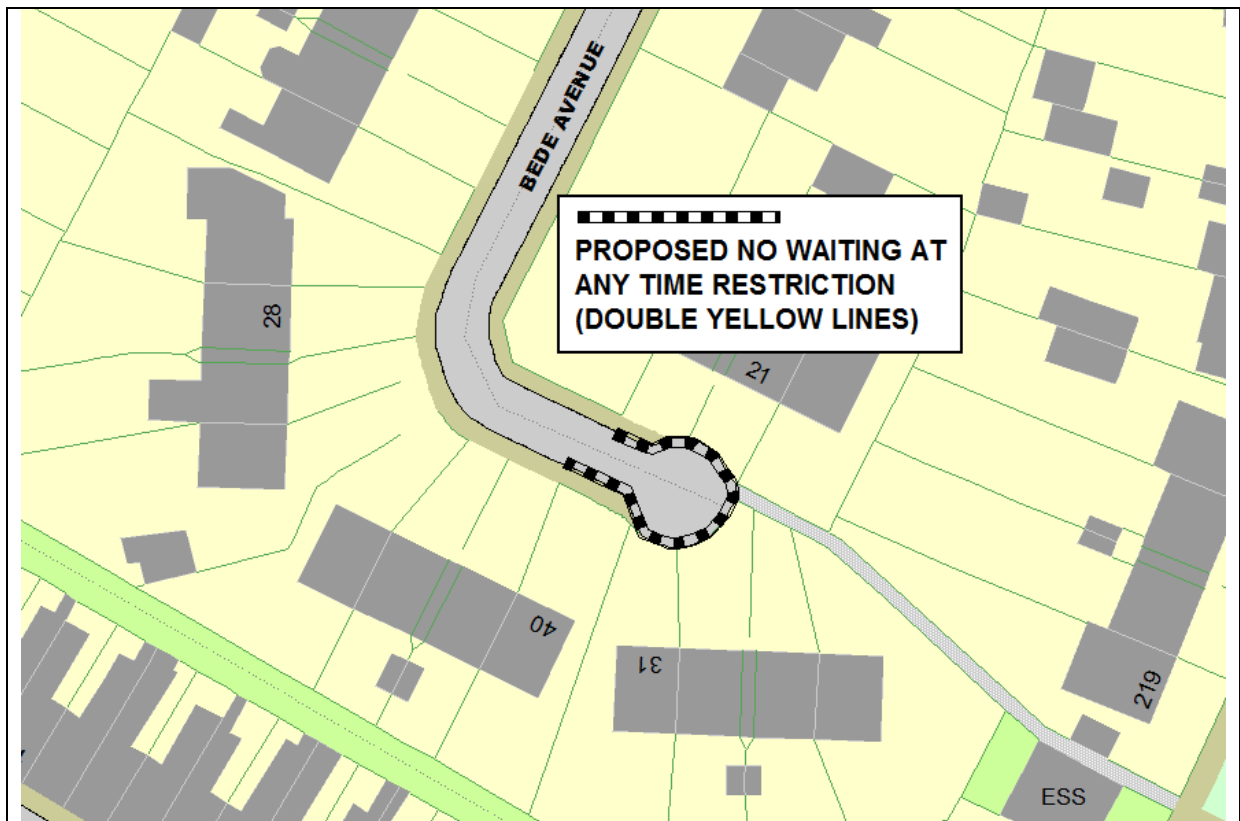 BEDE AVENUE
PROPOSED NO WAITING AT
ANY TIME RESTRICTION
(DOUBLE YELLOW LINES)
28
21
40
31
219
ESS